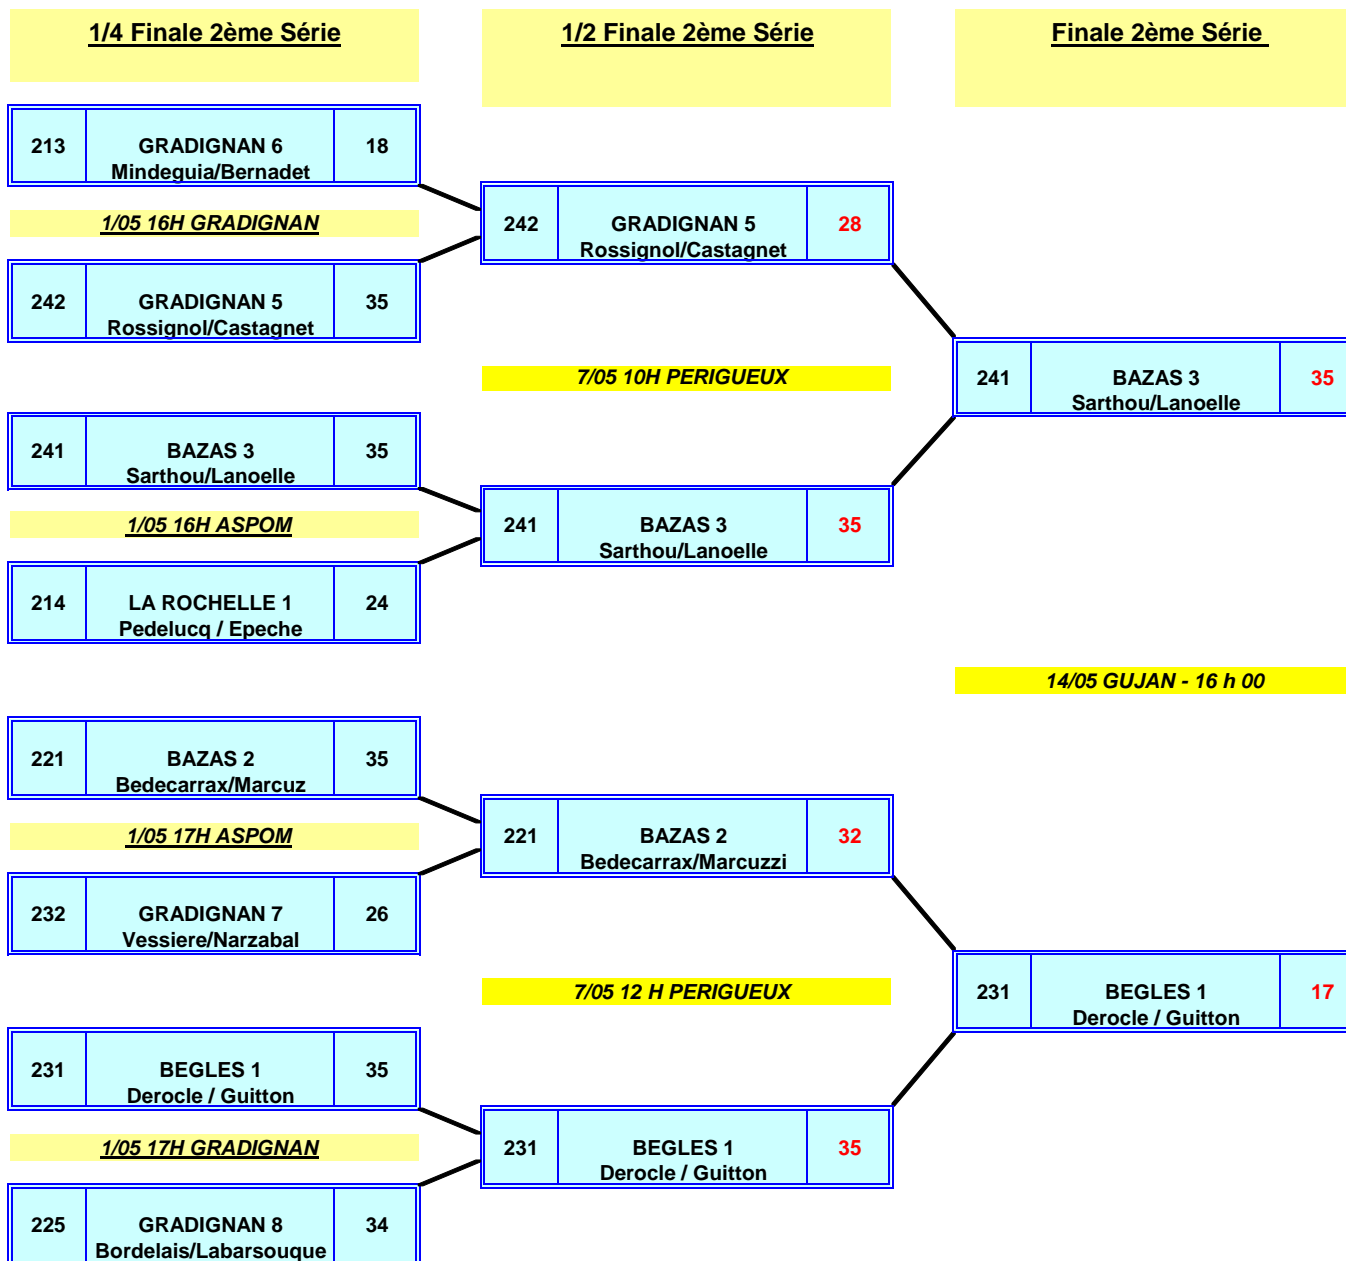 1/4 Finale 2ème Série
1/2 Finale 2ème Série
Finale 2ème Série
213 GRADIGNAN 6 18
Mindeguia/Bernadet
1/05 16H GRADIGNAN
242 GRADIGNAN 5 28
Rossignol/Castagnet
242 GRADIGNAN 5 35
Rossignol/Castagnet
7/05 10H PERIGUEUX
241 BAZAS 3 35
Sarthou/Lanoelle
241 BAZAS 3 35
Sarthou/Lanoelle
1/05 16H ASPOM
241 BAZAS 3 35
Sarthou/Lanoelle
214 LA ROCHELLE 1 24
Pedelucq / Epeche
14/05 GUJAN - 16 h 00
221 BAZAS 2 35
Bedecarrax/Marcuz
1/05 17H ASPOM
221 BAZAS 2 32
Bedecarrax/Marcuzzi
232 GRADIGNAN 7 26
Vessiere/Narzabal
7/05 12 H PERIGUEUX
231 BEGLES 1 17
Derocle / Guitton
231 BEGLES 1 35
Derocle / Guitton
1/05 17H GRADIGNAN
231 BEGLES 1 35
Derocle / Guitton
225 GRADIGNAN 8 34
Bordelais/Labarsouque